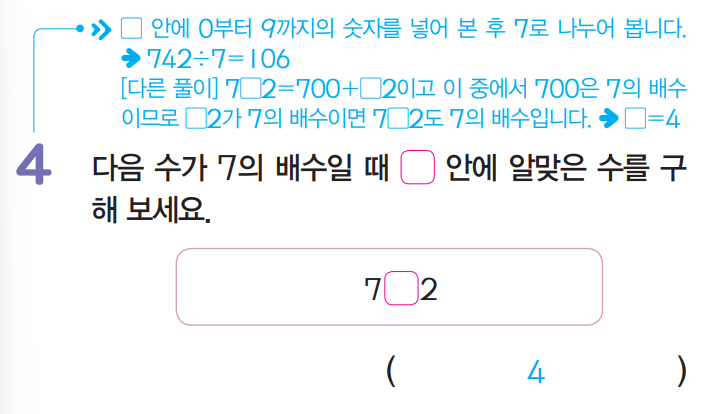 □ 안에 0부터 9까지의 숫자를 넣어 본 후 7로 나누어 봅니다.
➔ 742÷7=106
[다른 풀이] 7□2=700+□2이고 이 중에서 700은 7의 배수
이므로 □2가 7의 배수이면 7□2도 7의 배수입니다. ➔ □=4
4 다음 수가 7의 배수일 때 □ 안에 알맞은 수를 구
해 보세요.
7□2
( 4 )